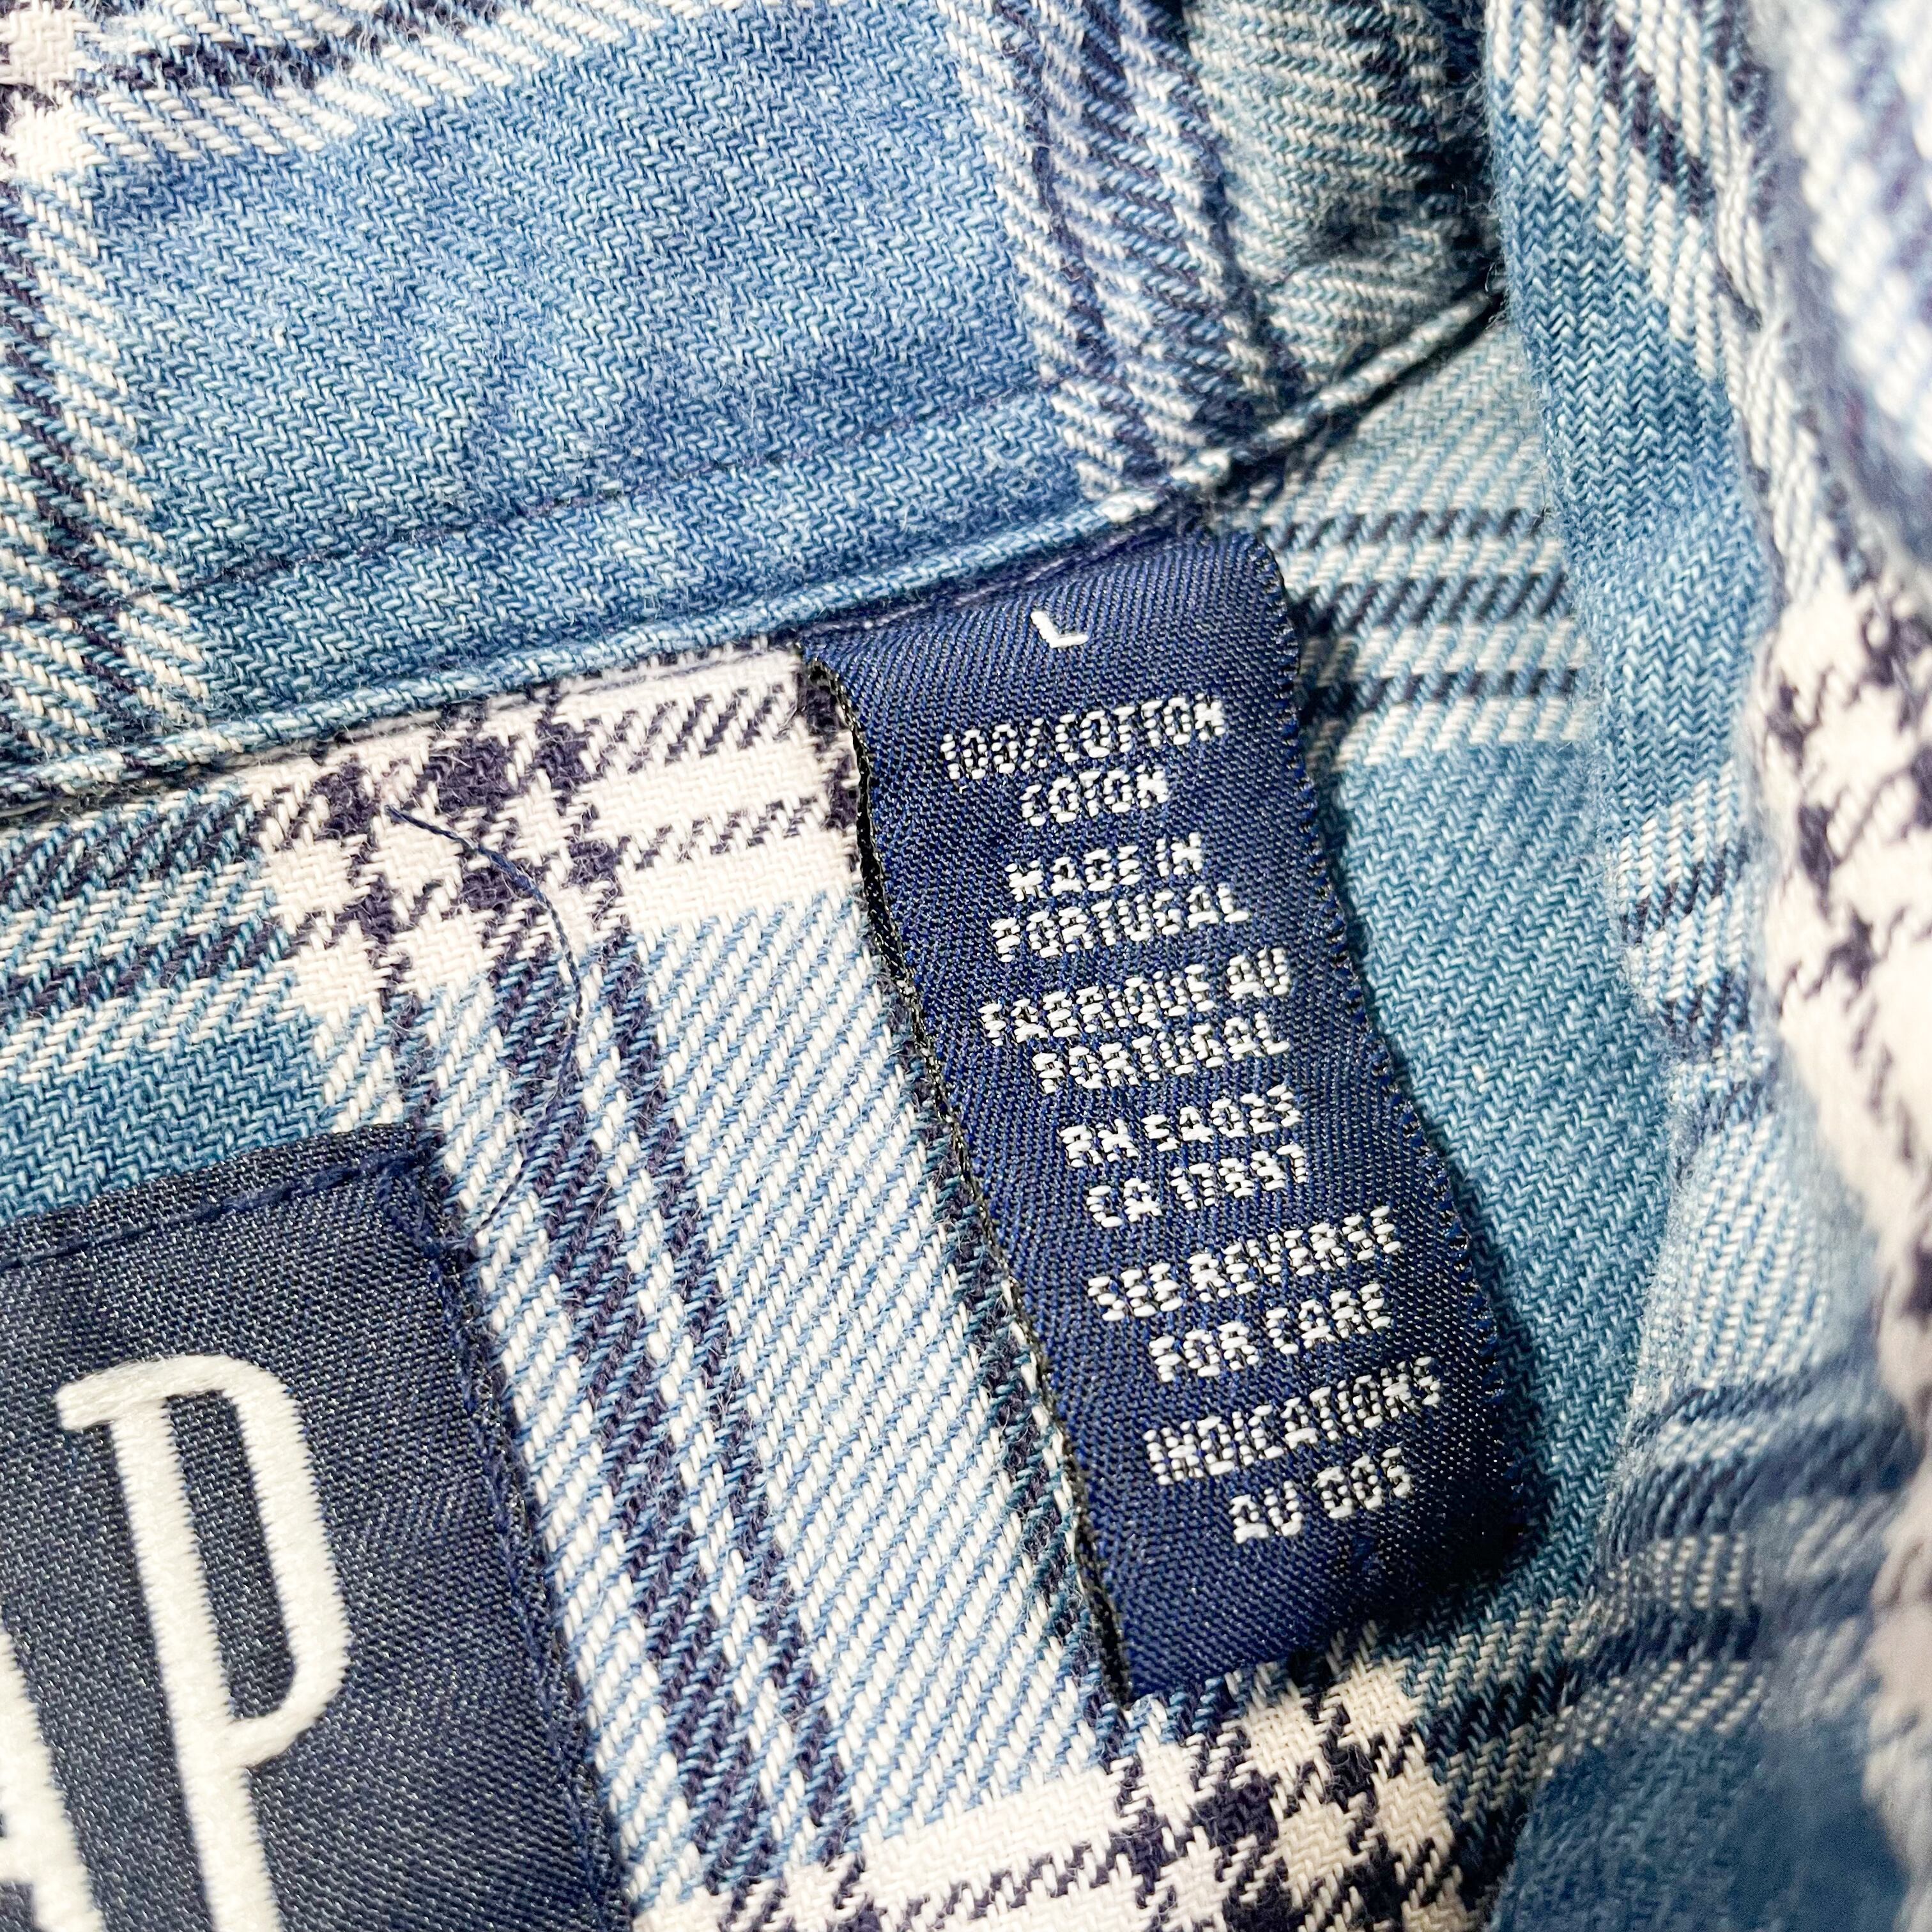 L
100% COTTON
COTON
MADE IN
PORTUGAL
FABRIQUE AU
PORTUGAL
RN 54023
CA 17897
SEE REVERSE
FOR CARE
INDICATIONS
AU DOS
AP